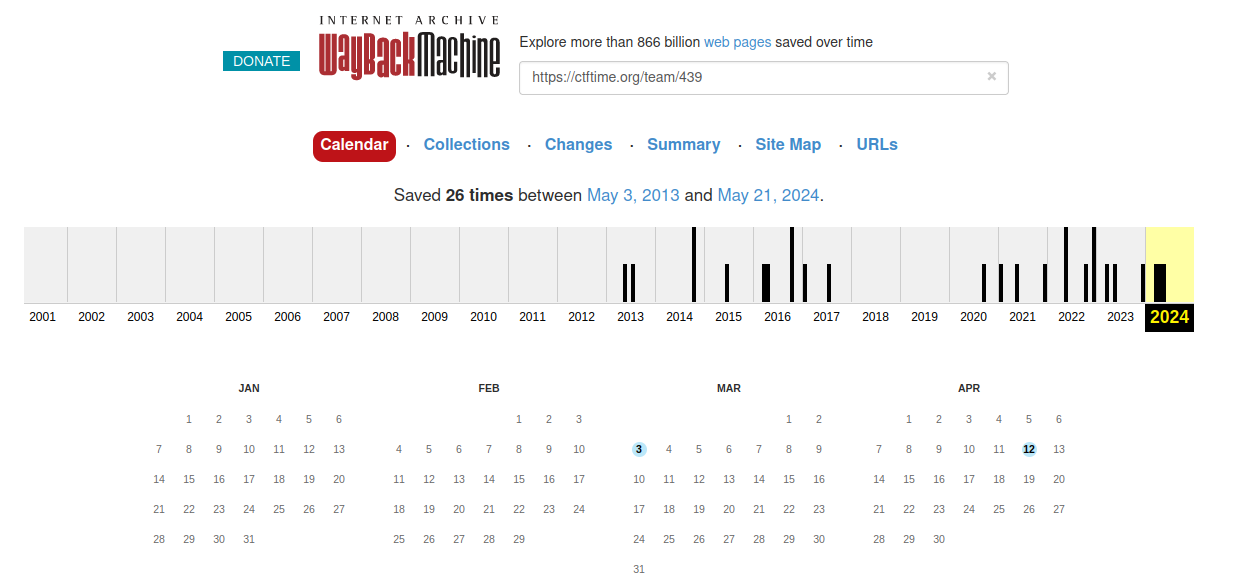 INTERNET ARCHIVE
WayBackMachine
DONATE
Explore more than 866 billion web pages saved over time
https://ctftime.org/team/439 ×
Calendar · Collections · Changes · Summary · Site Map · URLs
Saved 26 times between May 3, 2013 and May 21, 2024.
2001 2002 2003 2004 2005 2006 2007 2008 2009 2010 2011 2012 2013 2014 2015 2016 2017 2018 2019 2020 2021 2022 2023 2024
JAN
1 2 3 4 5 6
7 8 9 10 11 12 13
14 15 16 17 18 19 20
21 22 23 24 25 26 27
28 29 30 31
FEB
1 2 3
4 5 6 7 8 9 10
11 12 13 14 15 16 17
18 19 20 21 22 23 24
25 26 27 28 29
MAR
1 2
3 4 5 6 7 8 9
10 11 12 13 14 15 16
17 18 19 20 21 22 23
24 25 26 27 28 29 30
31
APR
1 2 3 4 5 6
7 8 9 10 11 12 13
14 15 16 17 18 19 20
21 22 23 24 25 26 27
28 29 30